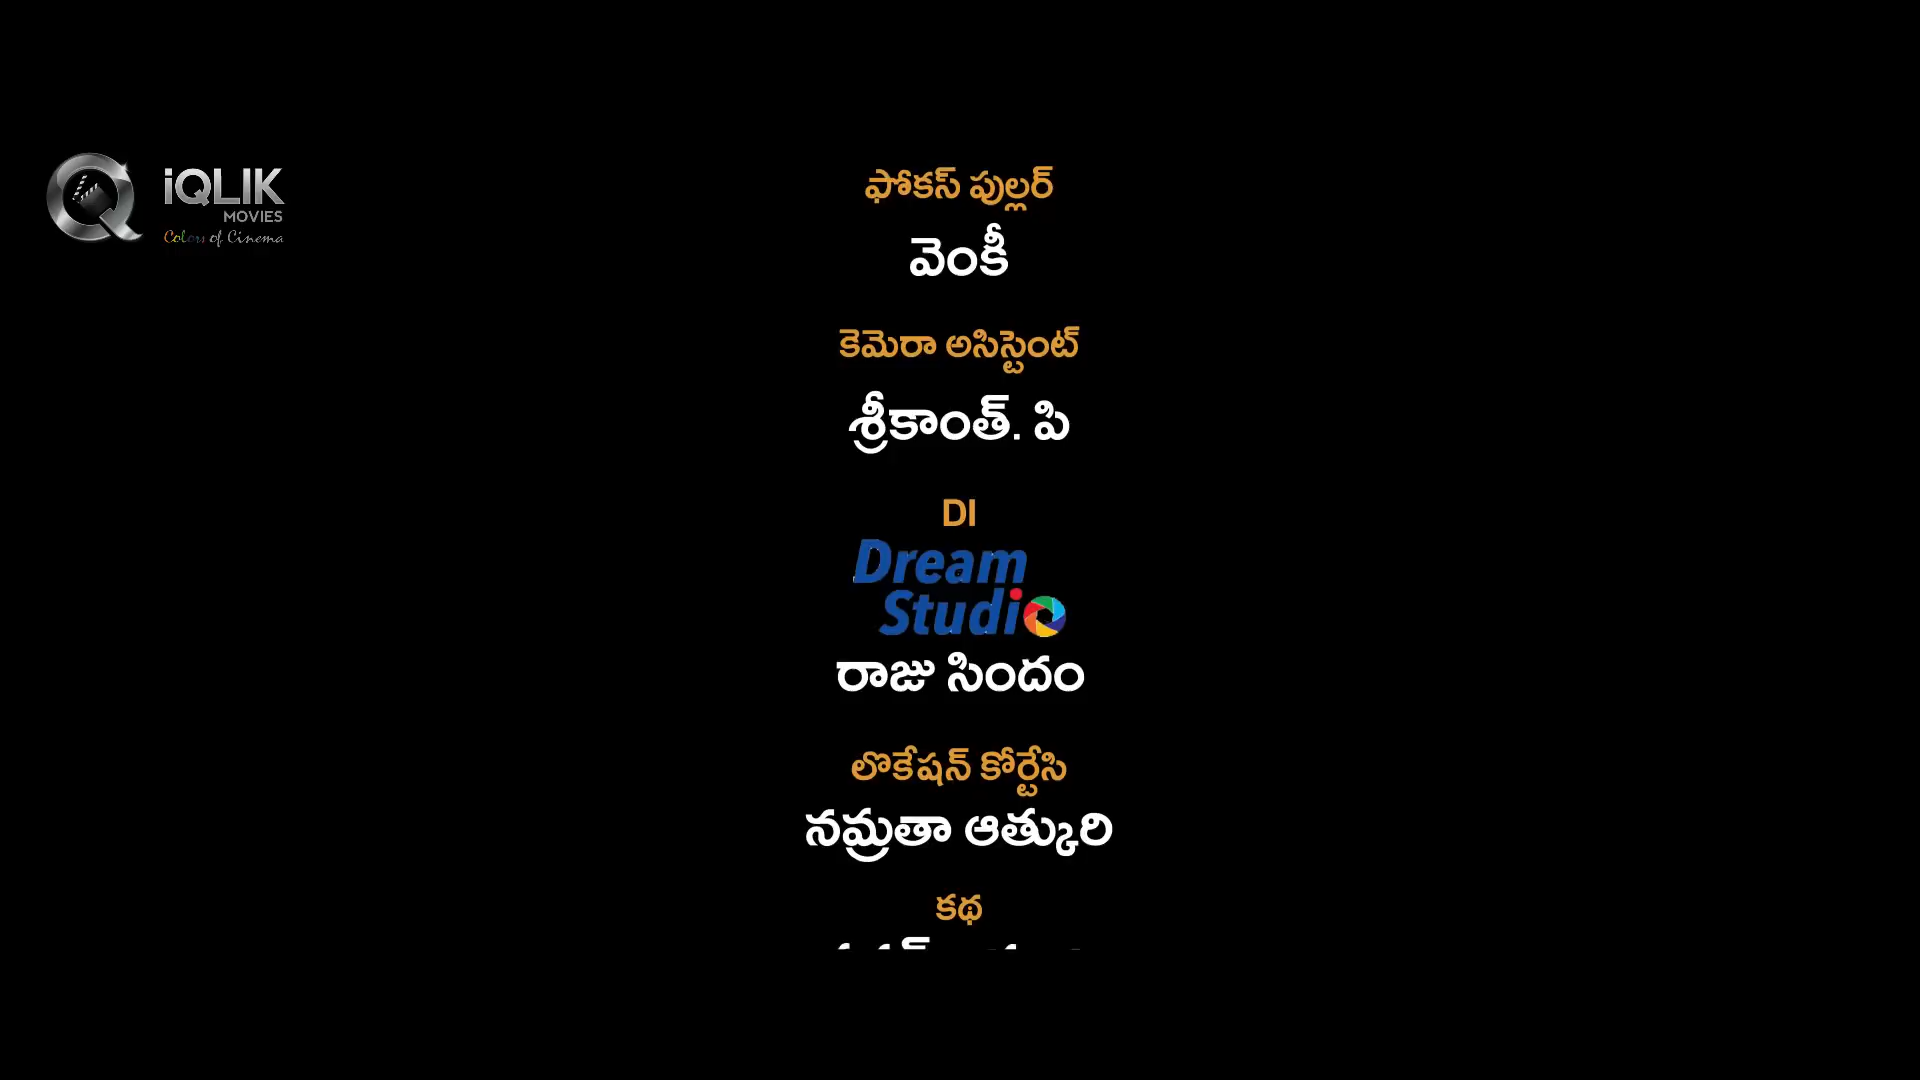 iQLIK
MOVIES
Colors of Cinema
ఫోకస్ పుల్లర్
వెంకీ
కెమెరా అసిస్టెంట్
శ్రీకాంత్. పి
DI
Dream
Studio
రాజు సిందం
లొకేషన్ కోర్టేసి
నమ్రతా ఆత్కురి
కథ